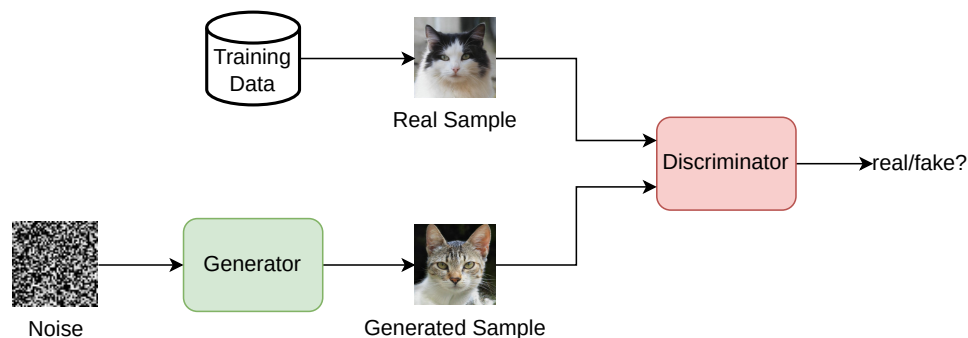 Training
Data
Real Sample
Discriminator
real/fake?
Generator
Noise
Generated Sample